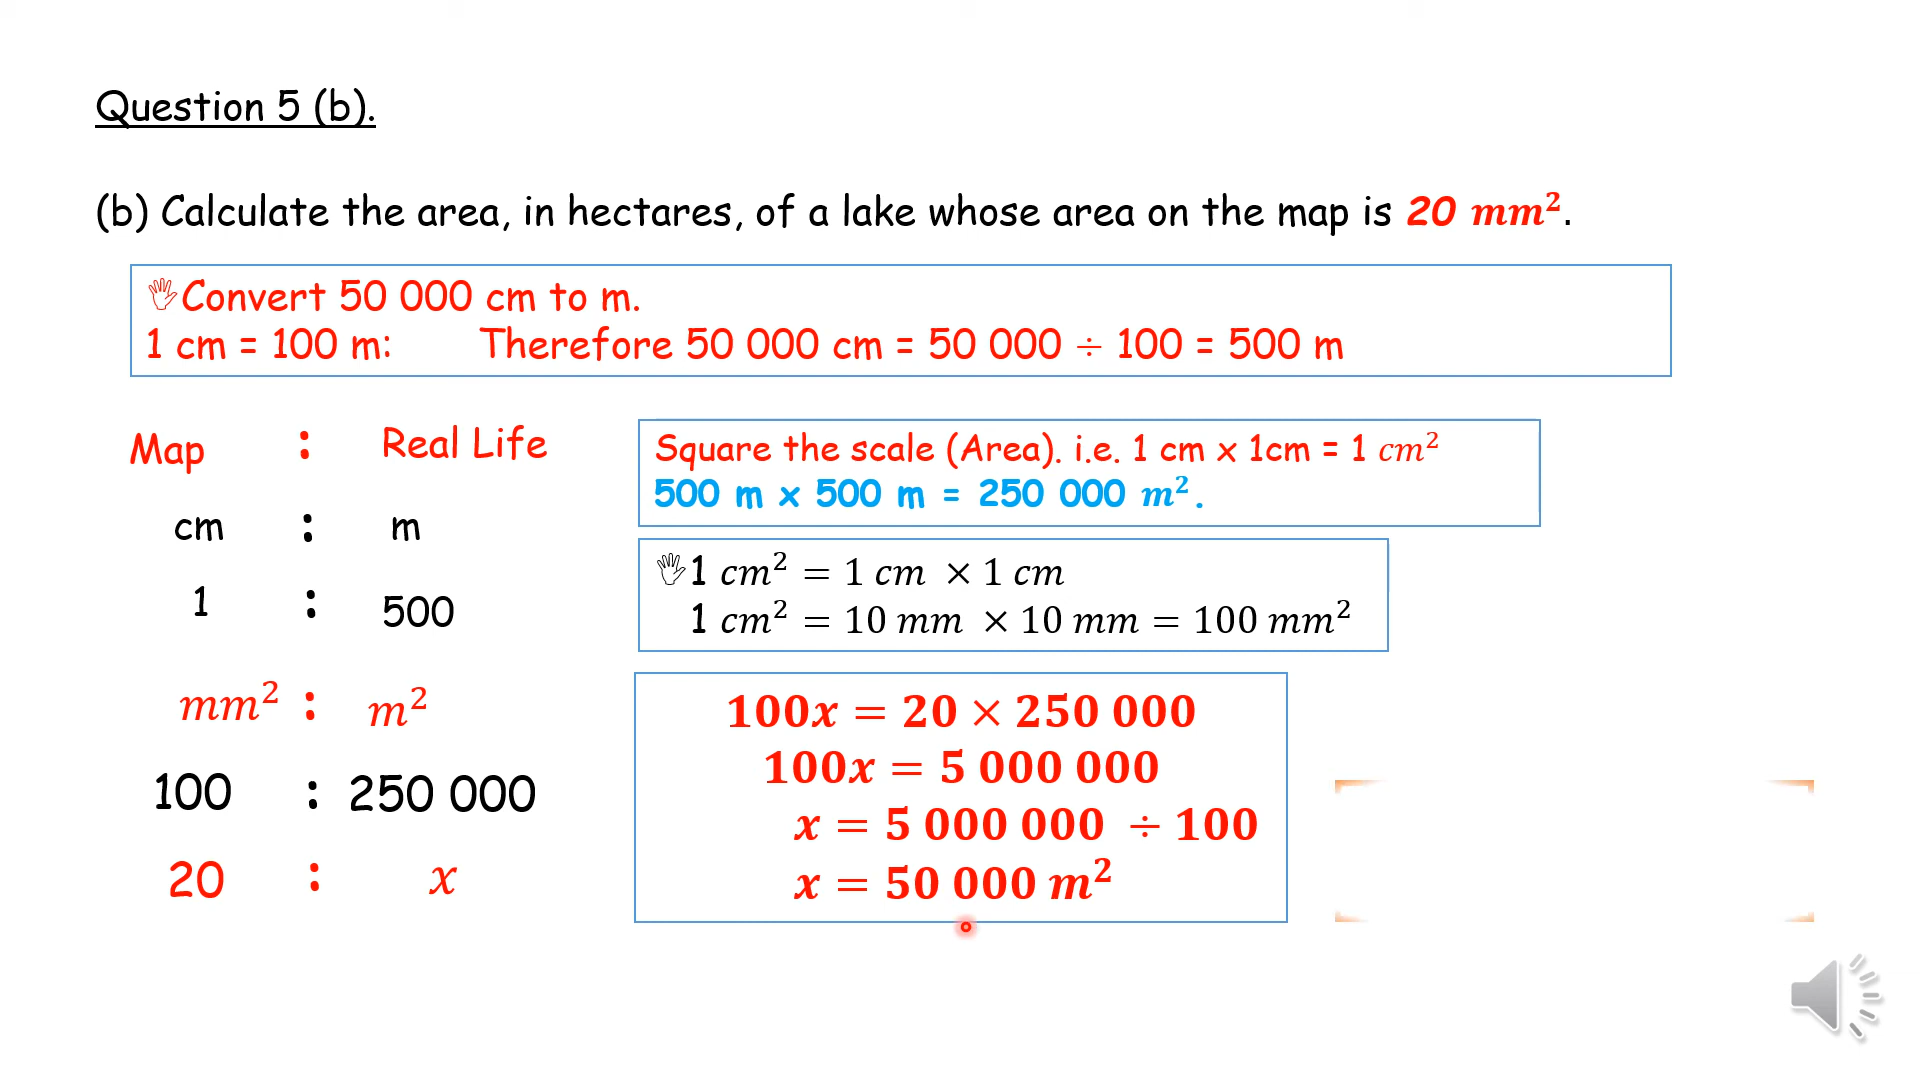 Question 5 (b).
(b) Calculate the area, in hectares, of a lake whose area on the map is 20 mm².
🖐Convert 50 000 cm to m.
1 cm = 100 m: Therefore 50 000 cm = 50 000 ÷ 100 = 500 m
Map : Real Life
cm : m
1 : 500
mm² : m²
100 : 250 000
20 : x
Square the scale (Area). i.e. 1 cm x 1cm = 1 cm²
500 m x 500 m = 250 000 m².
🖐1 cm² = 1 cm × 1 cm
1 cm² = 10 mm × 10 mm = 100 mm²
100x = 20 × 250 000
100x = 5 000 000
x = 5 000 000 ÷ 100
x = 50 000 m²